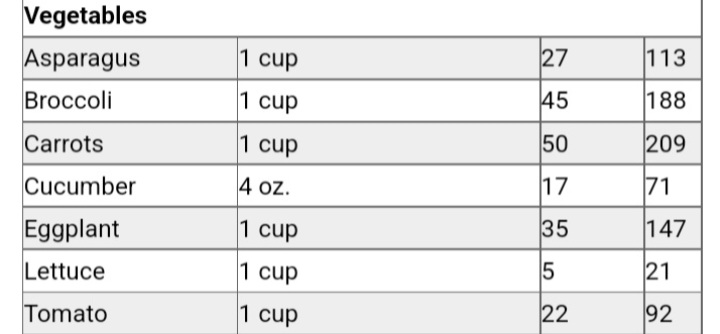 Vegetables
Asparagus 1 cup 27 113
Broccoli 1 cup 45 188
Carrots 1 cup 50 209
Cucumber 4 oz. 17 71
Eggplant 1 cup 35 147
Lettuce 1 cup 5 21
Tomato 1 cup 22 92